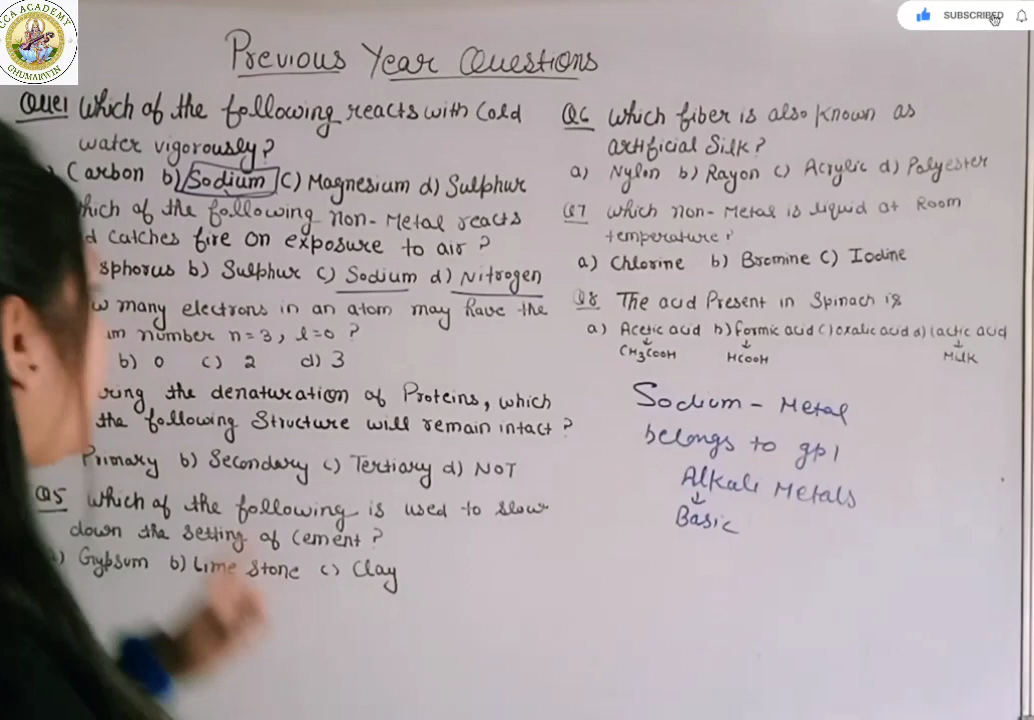 CCA ACADEMY
GHUMARWIN
SUBSCRIBED
Previous Year Questions
QUE1 Which of the following reacts with Cold
water vigorously?
Carbon b) Sodium C) Magnesium d) Sulphur
which of the following non-Metal reacts
catches fire on exposure to air?
b) Sulphur c) Sodium d) Nitrogen
many electrons in an atom may have the
number n=3, l=0 ?
b) 0 c) 2 d) 3
the denaturation of Proteins, which
the following Structure will remain intact?
Primary b) Secondary c) Tertiary d) NOT
Q5 which of the following is used to slow
down the setting of Cement?
Gypsum b) Lime stone c) Clay
Q6 which fiber is also known as
artificial Silk?
a) Nylon b) Rayon c) Acrylic d) Polyester
Q7 which non-Metal is liquid at Room
temperature?
a) Chlorine b) Bromine C) Iodine
Q8 The acid Present in Spinach is
a) Acetic acid b) formic acid c) oxalic acid d) lactic acid
CH3COOH HCOOH Milk
Sodium - Metal
belongs to gp1
Alkali Metals
Basic